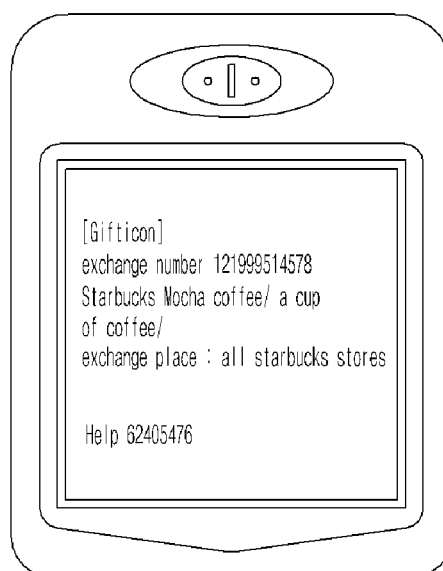 [Gifticon]
exchange number 121999514578
Starbucks Mocha coffee/ a cup
of coffee/
exchange place : all starbucks stores
Help 62405476